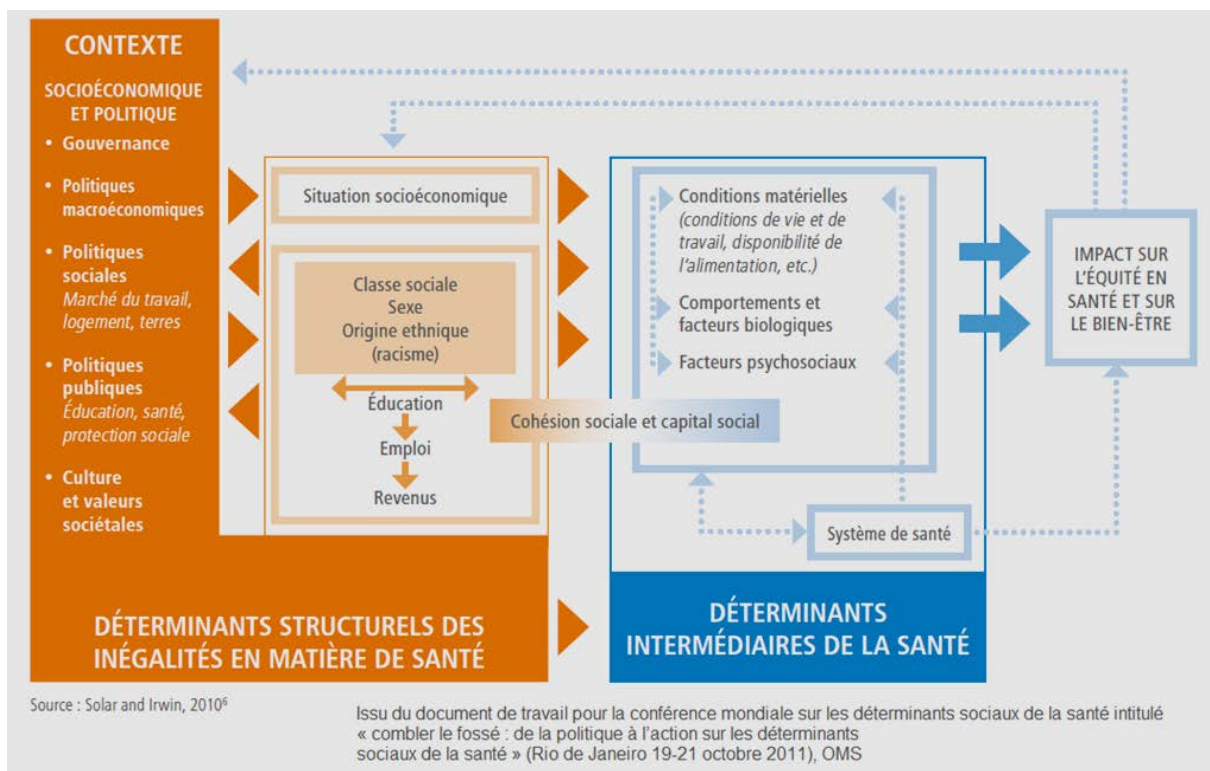 CONTEXTE
SOCIOÉCONOMIQUE
ET POLITIQUE
• Gouvernance
• Politiques
macroéconomiques
• Politiques
sociales
Marché du travail,
logement, terres
• Politiques
publiques
Éducation, santé,
protection sociale
• Culture
et valeurs
sociétales
Situation socioéconomique
Classe sociale
Sexe
Origine ethnique
(racisme)
Éducation
Emploi
Revenus
Cohésion sociale et capital social
Conditions matérielles
(conditions de vie et de
travail, disponibilité de
l'alimentation, etc.)
Comportements et
facteurs biologiques
Facteurs psychosociaux
Système de santé
IMPACT SUR
L'ÉQUITÉ EN
SANTÉ ET SUR
LE BIEN-ÊTRE
DÉTERMINANTS STRUCTURELS DES
INÉGALITÉS EN MATIÈRE DE SANTÉ
DÉTERMINANTS
INTERMÉDIAIRES DE LA SANTÉ
Source : Solar and Irwin, 2010⁶
Issu du document de travail pour la conférence mondiale sur les déterminants sociaux de la santé intitulé
« combler le fossé : de la politique à l'action sur les déterminants
sociaux de la santé » (Rio de Janeiro 19-21 octobre 2011), OMS